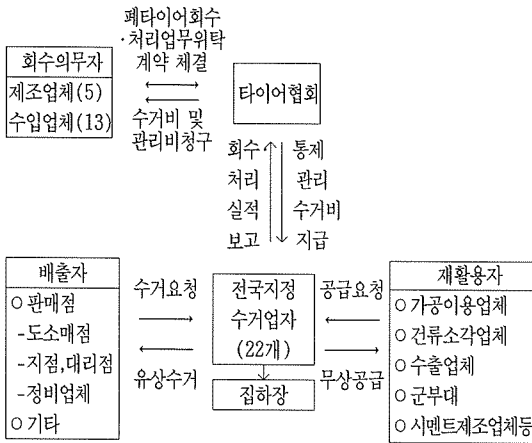 폐타이어회수
·처리업무위탁
계약 체결
회수의무자
제조업체(5)
수입업체(13)
수거비 및
관리비청구
타이어협회
회수
처리
실적
보고
통제
관리
수거비
지급
배출자
○ 판매점
-도소매점
-지점,대리점
-정비업체
○ 기타
수거요청
유상수거
전국지정
수거업자
(22개)
집하장
공급요청
무상공급
재활용자
○ 가공이용업체
○ 건류소각업체
○ 수출업체
○ 군부대
○ 시멘트제조업체등